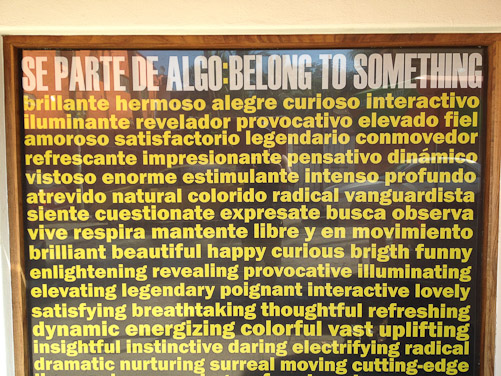 SE PARTE DE ALGO:BELONG TO SOMETHING
brillante hermoso alegre curioso interactivo
iluminante revelador provocativo elevado fiel
amoroso satisfactorio legendario conmovedor
refrescante impresionante pensativo dinámico
vistoso enorme estimulante intenso profundo
atrevido natural colorido radical vanguardista
siente cuestionate expresate busca observa
vive respira mantente libre y en movimiento
brilliant beautiful happy curious brigth funny
enlightening revealing provocative illuminating
elevating legendary poignant interactive lovely
satisfying breathtaking thoughtful refreshing
dynamic energizing colorful vast uplifting
insightful instinctive daring electrifying radical
dramatic nurturing surreal moving cutting-edge